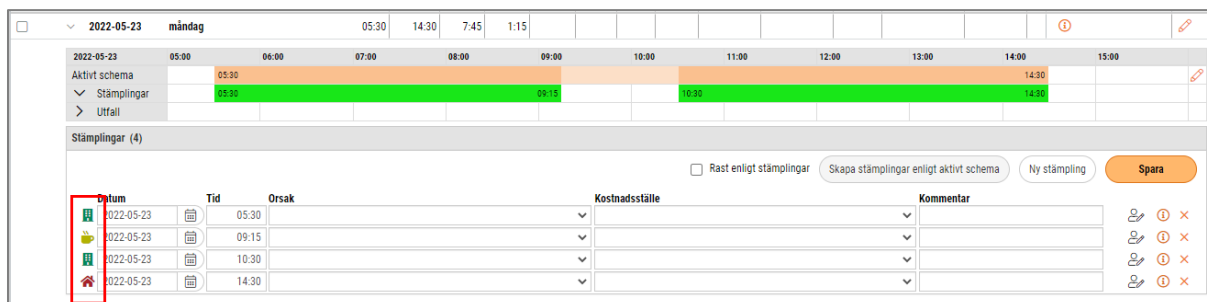 2022-05-23 måndag 05:30 14:30 7:45 1:15
2022-05-23 05:00 06:00 07:00 08:00 09:00 10:00 11:00 12:00 13:00 14:00 15:00
Aktivt schema 05:30 14:30
Stämplingar 05:30 09:15 10:30 14:30
Utfall
Stämplingar (4)
Rast enligt stämplingar Skapa stämplingar enligt aktivt schema Ny stämpling Spara
Datum Tid Orsak Kostnadsställe Kommentar
2022-05-23 05:30
2022-05-23 09:15
2022-05-23 10:30
2022-05-23 14:30